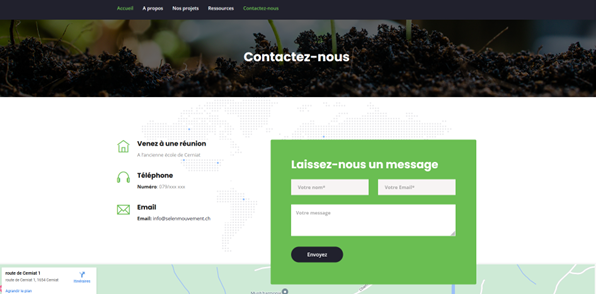 Accueil A propos Nos projets Ressources Contactez-nous
Contactez-nous
Venez à une réunion
A l'ancienne école de Cerniat
Téléphone
Numéro: 079/xxx xxx
Email
Email: info@selenmouvement.ch
Laissez-nous un message
Votre nom* Votre Email*
Votre message
Envoyez
route de Cerniat 1
route de Cerniat 1, 1654 Cerniat
Itinéraires
Agrandir le plan